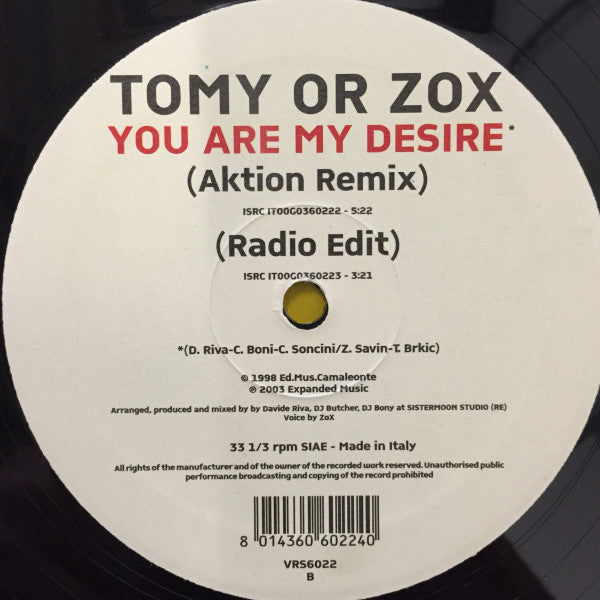 TOMY OR ZOX
YOU ARE MY DESIRE*
(Aktion Remix)
ISRC IT00G0360222 - 5:22
(Radio Edit)
ISRC IT00G0360223 - 3:21
*(D. Riva-C. Boni-C. Soncini/Z. Savin-T. Brkic)
© 1998 Ed.Mus.Camaleonte
℗ 2003 Expanded Music
Arranged, produced and mixed by by Davide Riva, DJ Butcher, DJ Bony at SISTERMOON STUDIO (RE)
Voice by ZoX
33 1/3 rpm SIAE - Made in Italy
All rights of the manufacturer and of the owner of the recorded work reserved. Unauthorised public
performance broadcasting and copying of the record prohibited
8 014360 602240
VRS6022
B